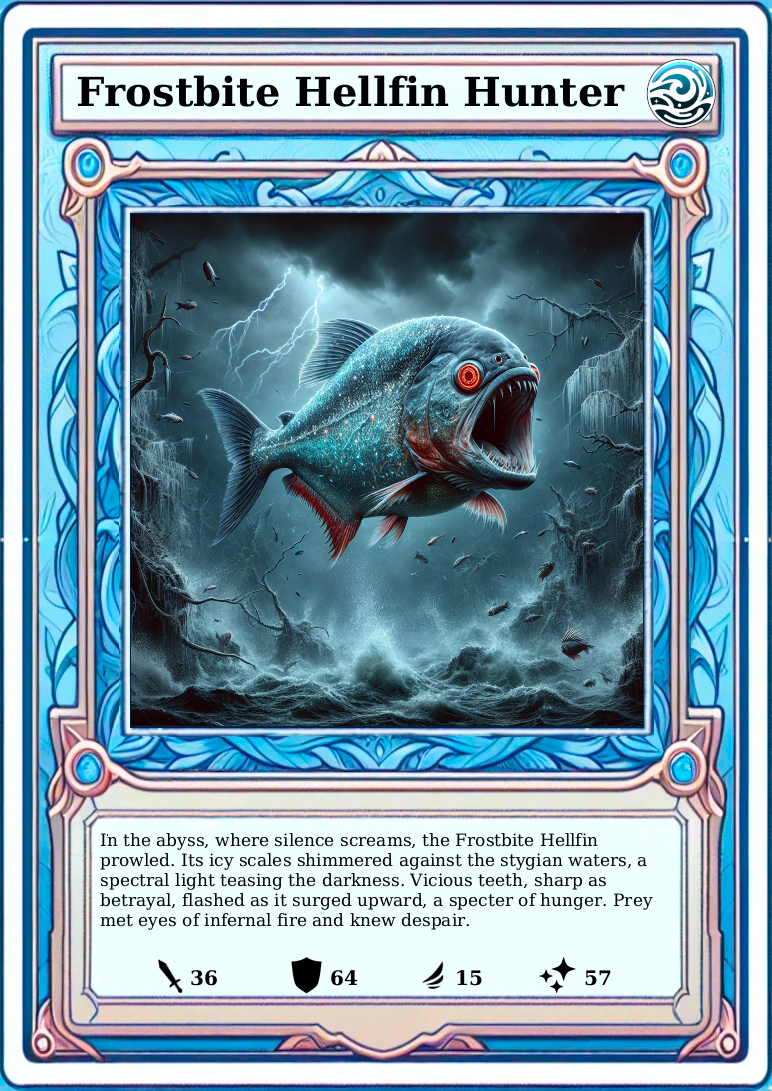 Frostbite Hellfin Hunter
In the abyss, where silence screams, the Frostbite Hellfin
prowled. Its icy scales shimmered against the stygian waters, a
spectral light teasing the darkness. Vicious teeth, sharp as
betrayal, flashed as it surged upward, a specter of hunger. Prey
met eyes of infernal fire and knew despair.
36 64 15 57